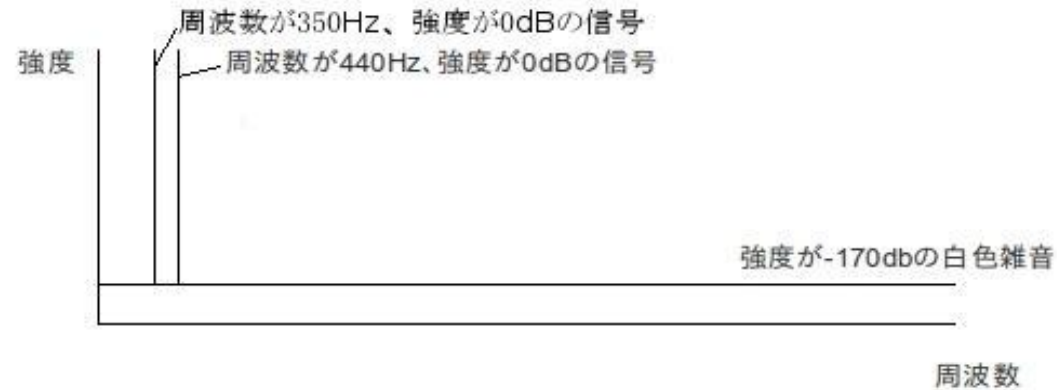 周波数が350Hz、強度が0dBの信号
強度
周波数が440Hz、強度が0dBの信号
強度が-170dbの白色雑音
周波数